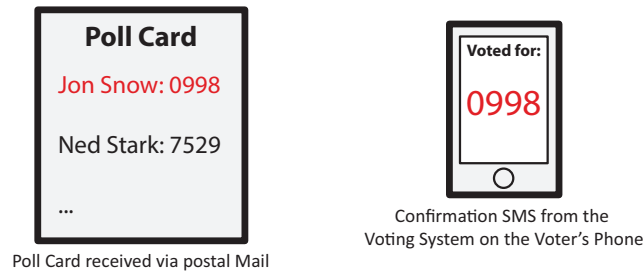 Poll Card
Jon Snow: 0998
Ned Stark: 7529
...
Poll Card received via postal Mail
Voted for:
0998
Confirmation SMS from the
Voting System on the Voter's Phone